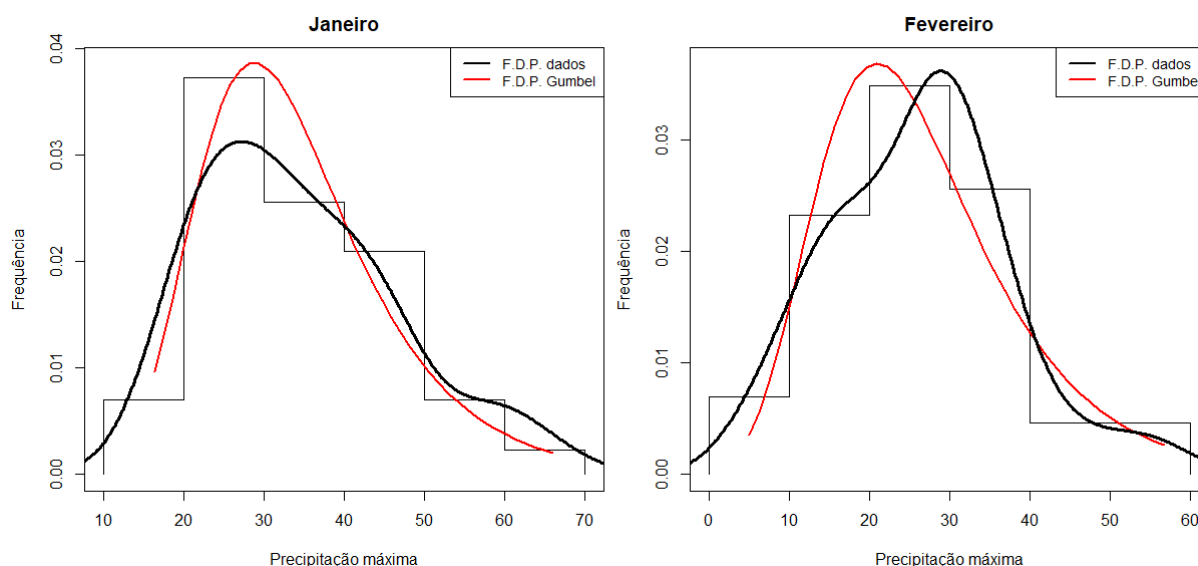 Janeiro
F.D.P. dados
F.D.P. Gumbel
Frequência
0.00
0.01
0.02
0.03
0.04
10 20 30 40 50 60 70
Precipitação máxima
Fevereiro
F.D.P. dados
F.D.P. Gumbel
Frequência
0.00
0.01
0.02
0.03
0 10 20 30 40 50 60
Precipitação máxima